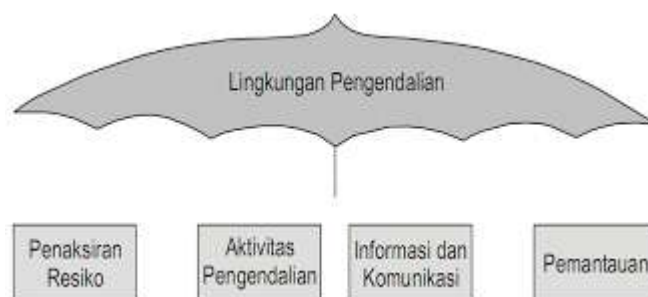 Lingkungan Pengendalian
Penaksiran
Resiko
Aktivitas
Pengendalian
Informasi dan
Komunikasi
Pemantauan